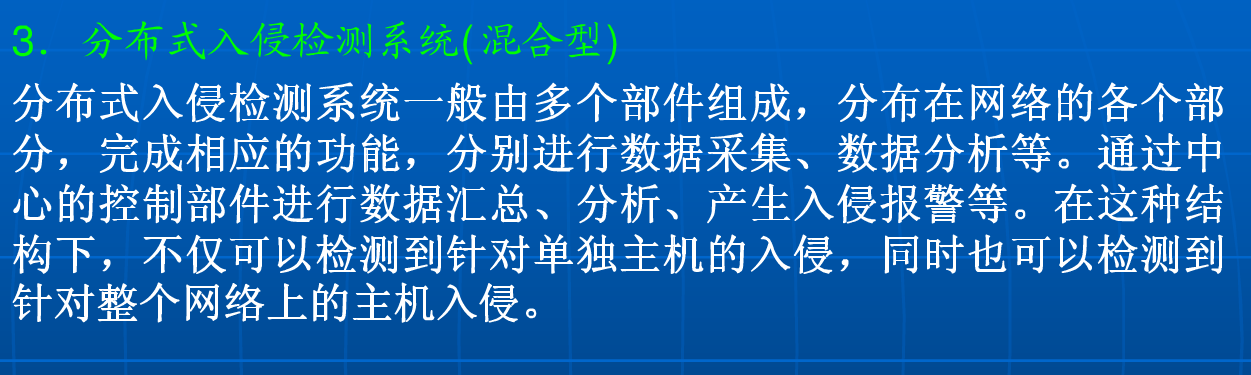 3．分布式入侵检测系统(混合型)
分布式入侵检测系统一般由多个部件组成，分布在网络的各个部
分，完成相应的功能，分别进行数据采集、数据分析等。通过中
心的控制部件进行数据汇总、分析、产生入侵报警等。在这种结
构下，不仅可以检测到针对单独主机的入侵，同时也可以检测到
针对整个网络上的主机入侵。